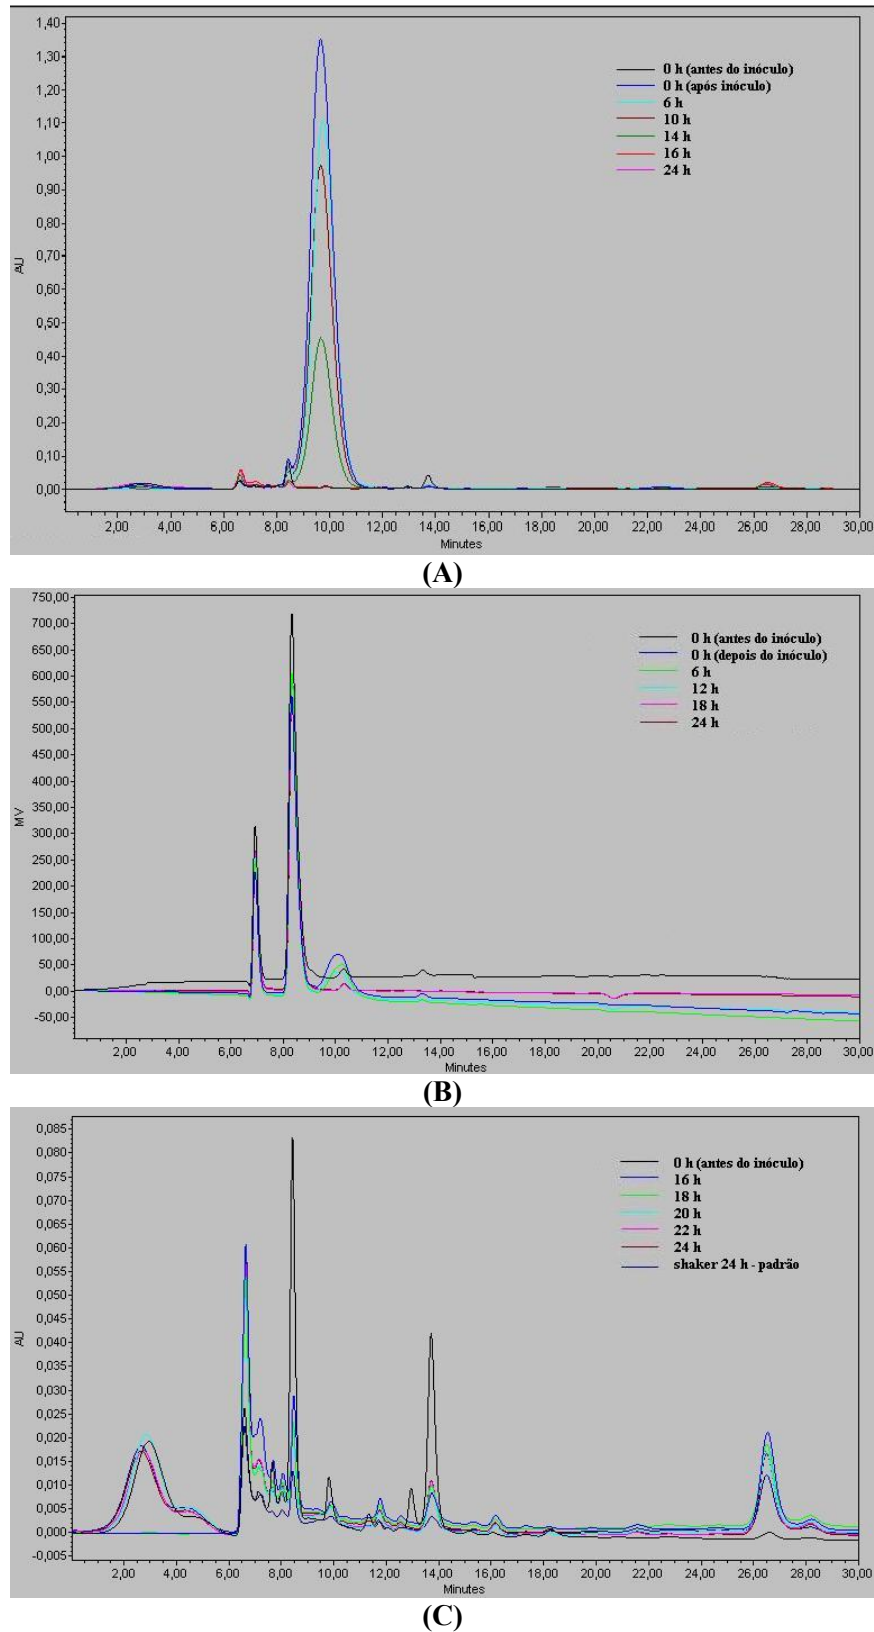 1,40
1,30
1,20
1,10
1,00
0,90
0,80
0,70
0,60
0,50
0,40
0,30
0,20
0,10
0,00
AU
0 h (antes do inóculo)
0 h (após inóculo)
6 h
10 h
14 h
16 h
24 h
2,00 4,00 6,00 8,00 10,00 12,00 14,00 16,00 18,00 20,00 22,00 24,00 26,00 28,00 30,00
Minutes
(A)
750,00
700,00
650,00
600,00
550,00
500,00
450,00
400,00
350,00
300,00
250,00
200,00
150,00
100,00
50,00
0,00
-50,00
MV
0 h (antes do inóculo)
0 h (depois do inóculo)
6 h
12 h
18 h
24 h
2,00 4,00 6,00 8,00 10,00 12,00 14,00 16,00 18,00 20,00 22,00 24,00 26,00 28,00 30,00
Minutes
(B)
0,085
0,080
0,075
0,070
0,065
0,060
0,055
0,050
0,045
0,040
0,035
0,030
0,025
0,020
0,015
0,010
0,005
0,000
-0,005
AU
0 h (antes do inóculo)
16 h
18 h
20 h
22 h
24 h
shaker 24 h - padrão
2,00 4,00 6,00 8,00 10,00 12,00 14,00 16,00 18,00 20,00 22,00 24,00 26,00 28,00 30,00
Minutes
(C)